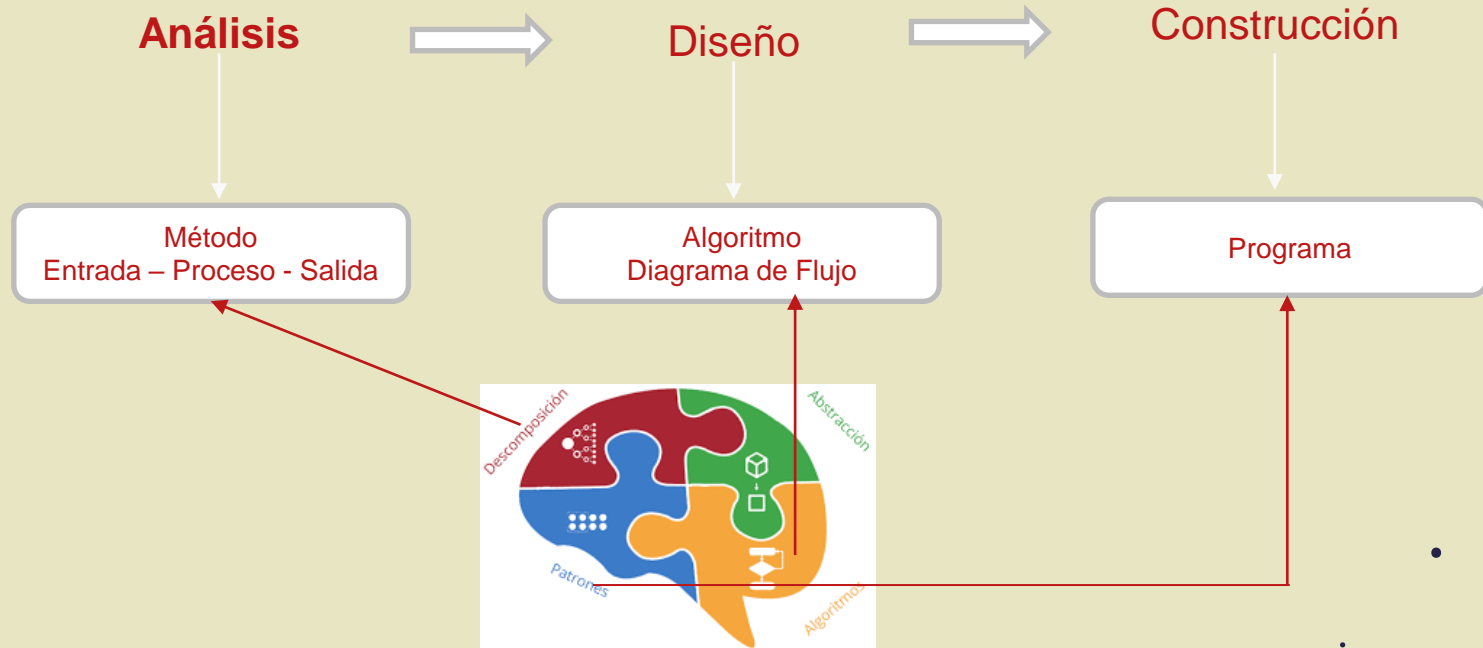 Análisis
Diseño
Construcción
Método
Entrada – Proceso - Salida
Algoritmo
Diagrama de Flujo
Programa
Descomposición
Abstracción
Patrones
Algoritmos